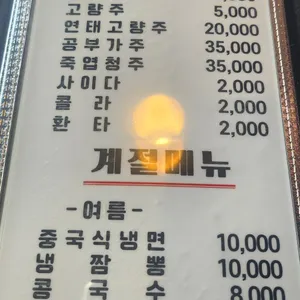 고량주 5,000
연태고량주 20,000
공부가주 35,000
죽엽청주 35,000
사이다 2,000
콜라 2,000
환타 2,000
계절메뉴
-여름-
중국식냉면 10,000
냉짬뽕 10,000
콩국수 8,000